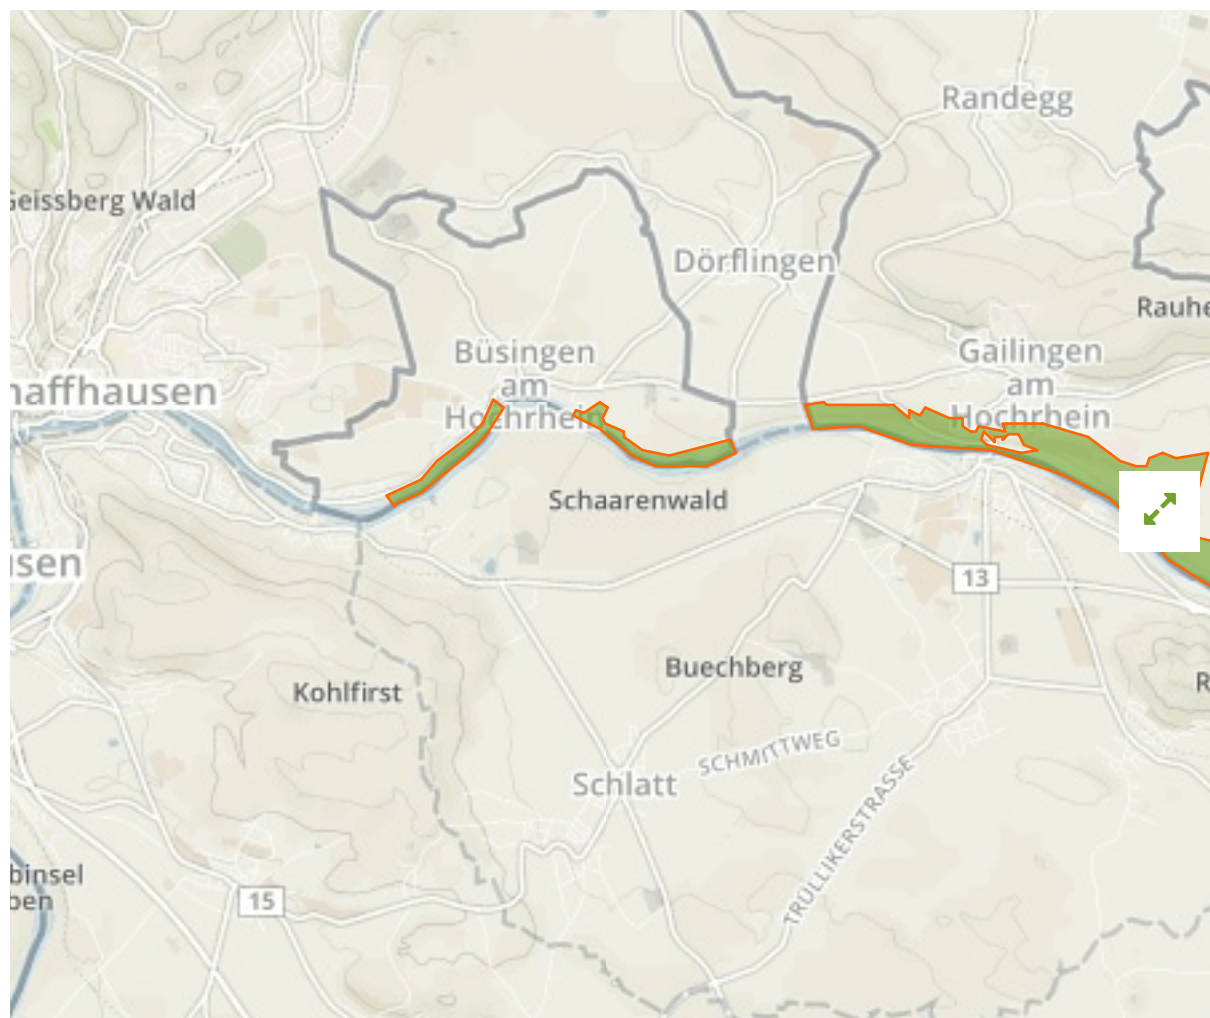 Randegg
Geissberg Wald
Dörflingen
Rauhe
Büsingen
am
Hochrhein
Gailingen
am
Hochrhein
haffhausen
Schaarenwald
usen
13
Buechberg
Kohlfirst
R
SCHMITTWEG
Schlatt
TRÜLLIKERSTRASSE
binsel
ben
15